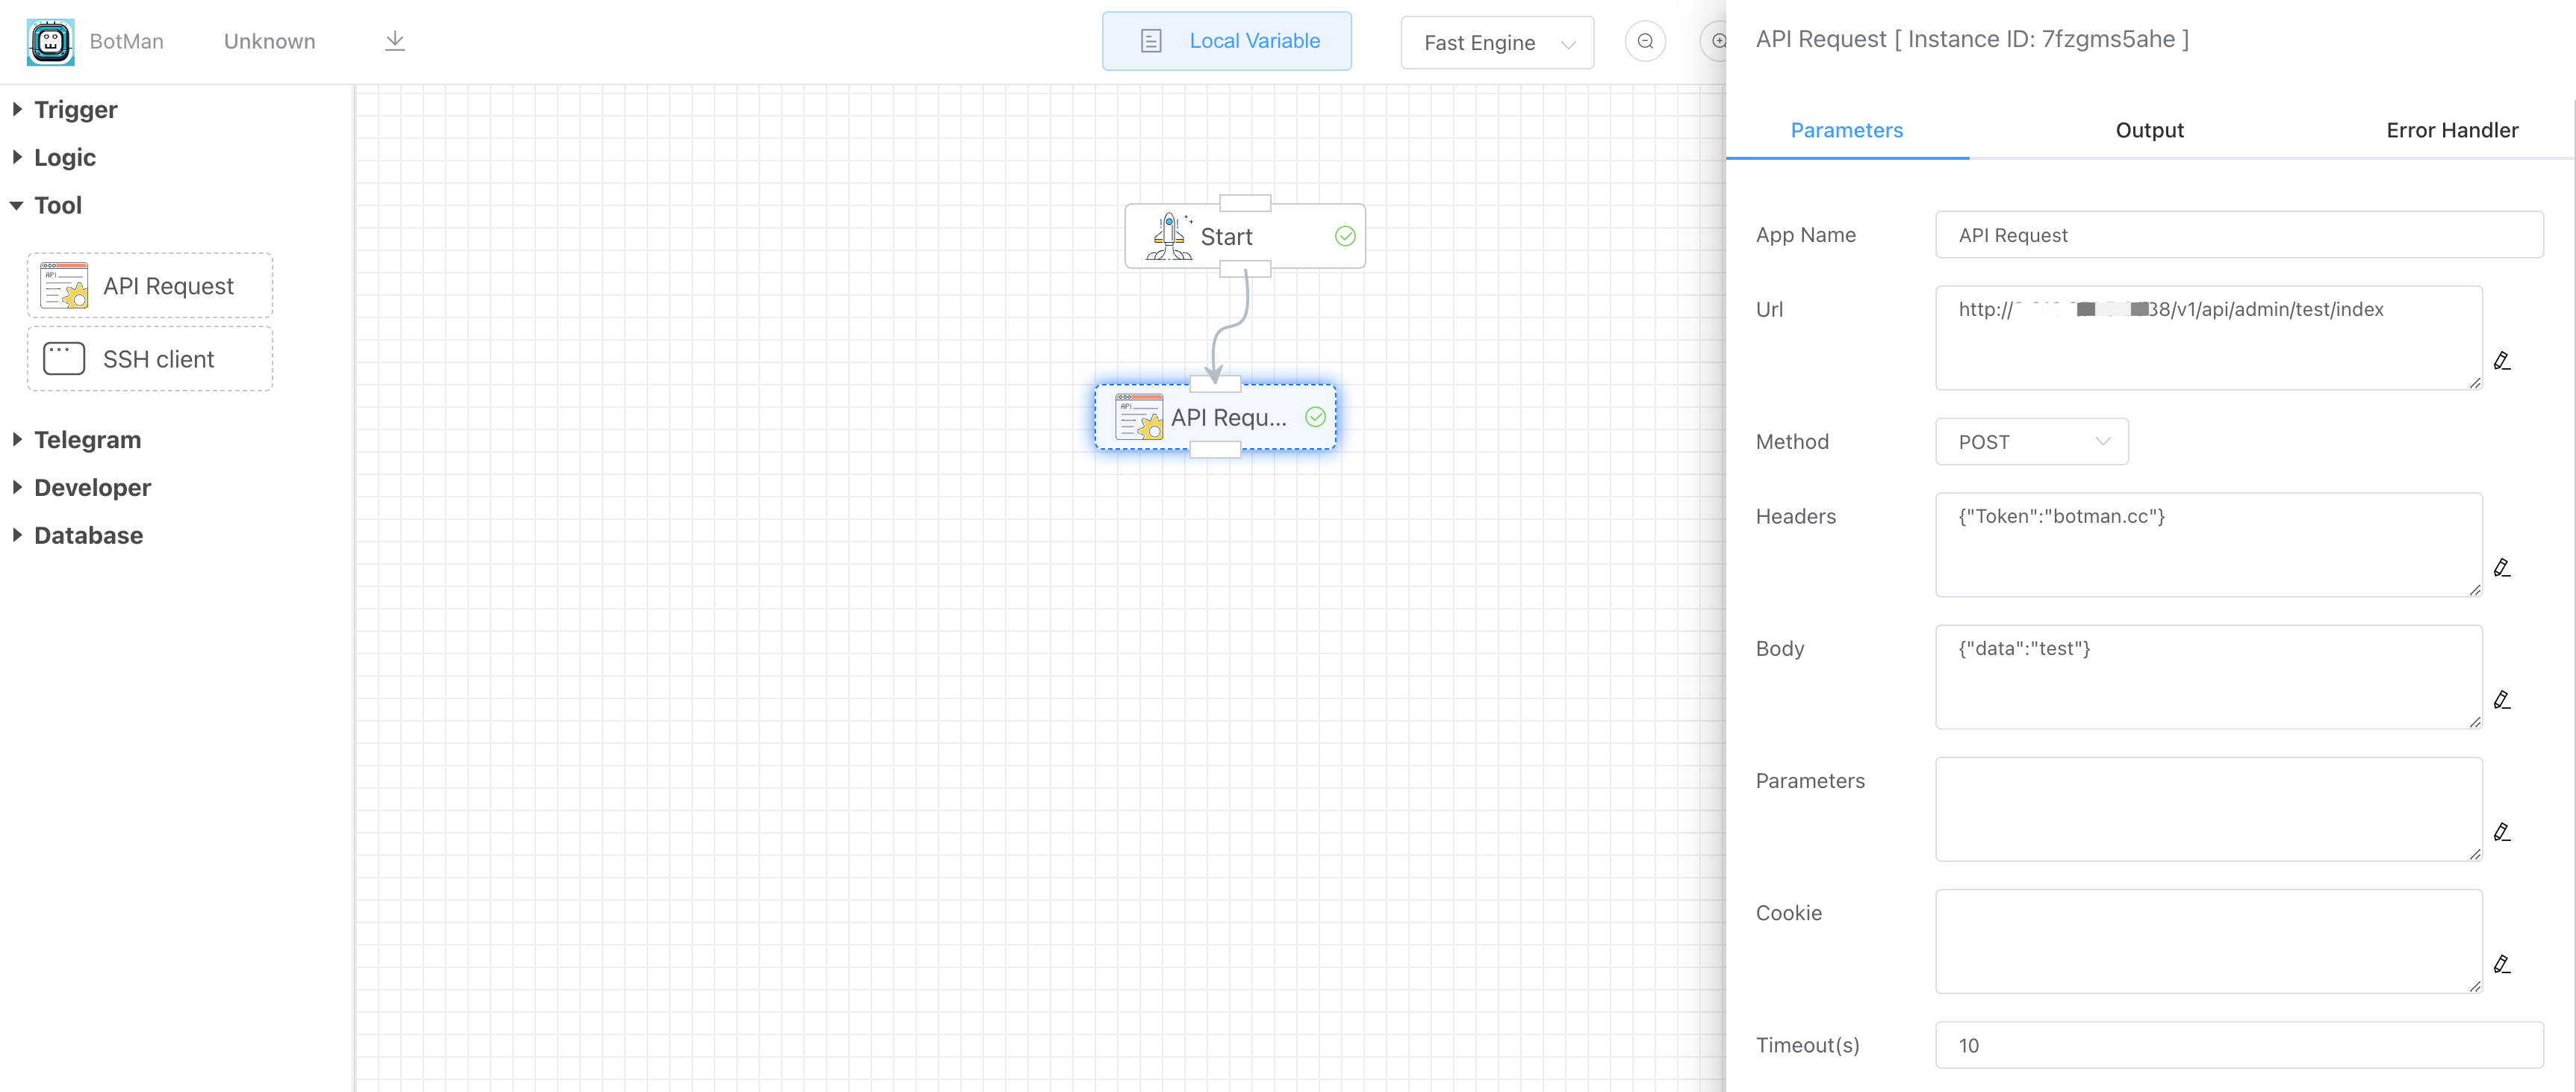 BotMan
Unknown
Local Variable
Fast Engine
API Request [ Instance ID: 7fzgms5ahe ]
Trigger
Logic
Tool
API Request
SSH client
Telegram
Developer
Database
Start
API Requ...
Parameters
Output
Error Handler
App Name
API Request
Url
http:// 38/v1/api/admin/test/index
Method
POST
Headers
{"Token":"botman.cc"}
Body
{"data":"test"}
Parameters
Cookie
Timeout(s)
10